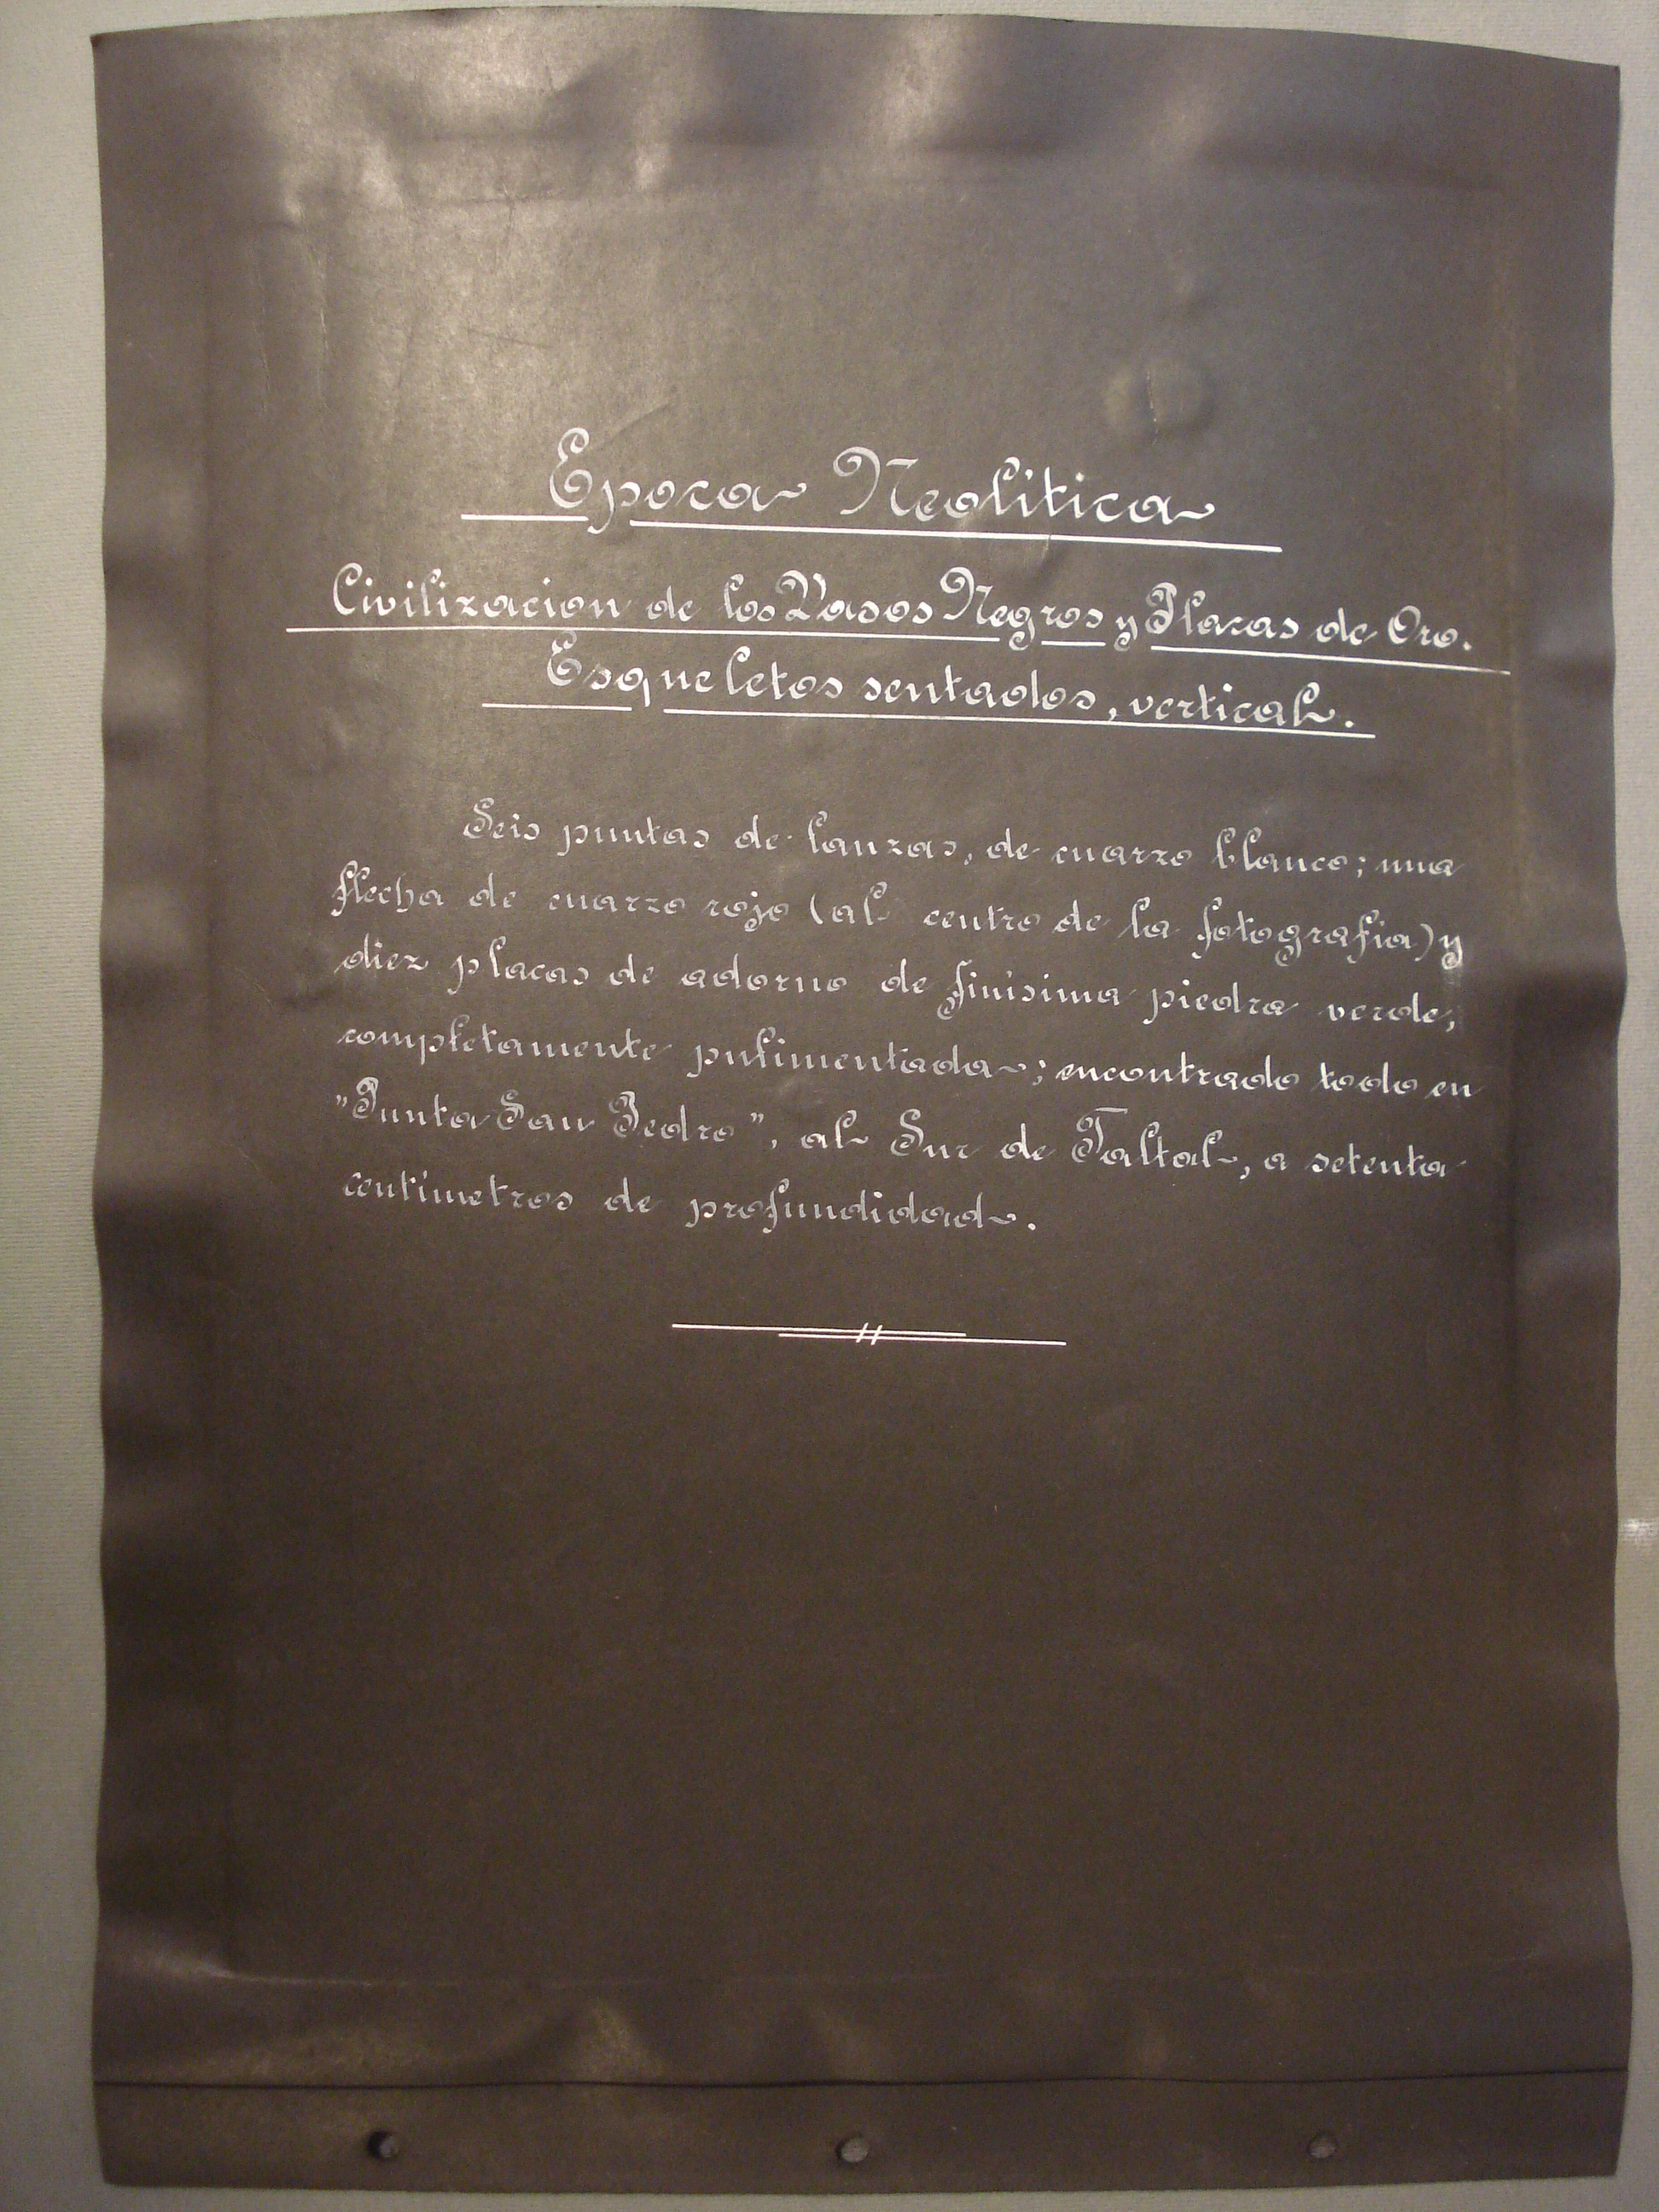 Epoca Neolitica
Civilizacion de los Vasos Negros y Placas de Oro.
Esqueletos sentados, vertical.
Seis puntas de lanzas, de cuarzo blanco; una
flecha de cuarzo rojo (al centro de la fotografia) y
diez placas de adorno de finisima piedra verde,
completamente pulimentada; encontrado todo en
"Punta San Pedro", al Sur de Taltal, a setenta
centimetros de profundidad.